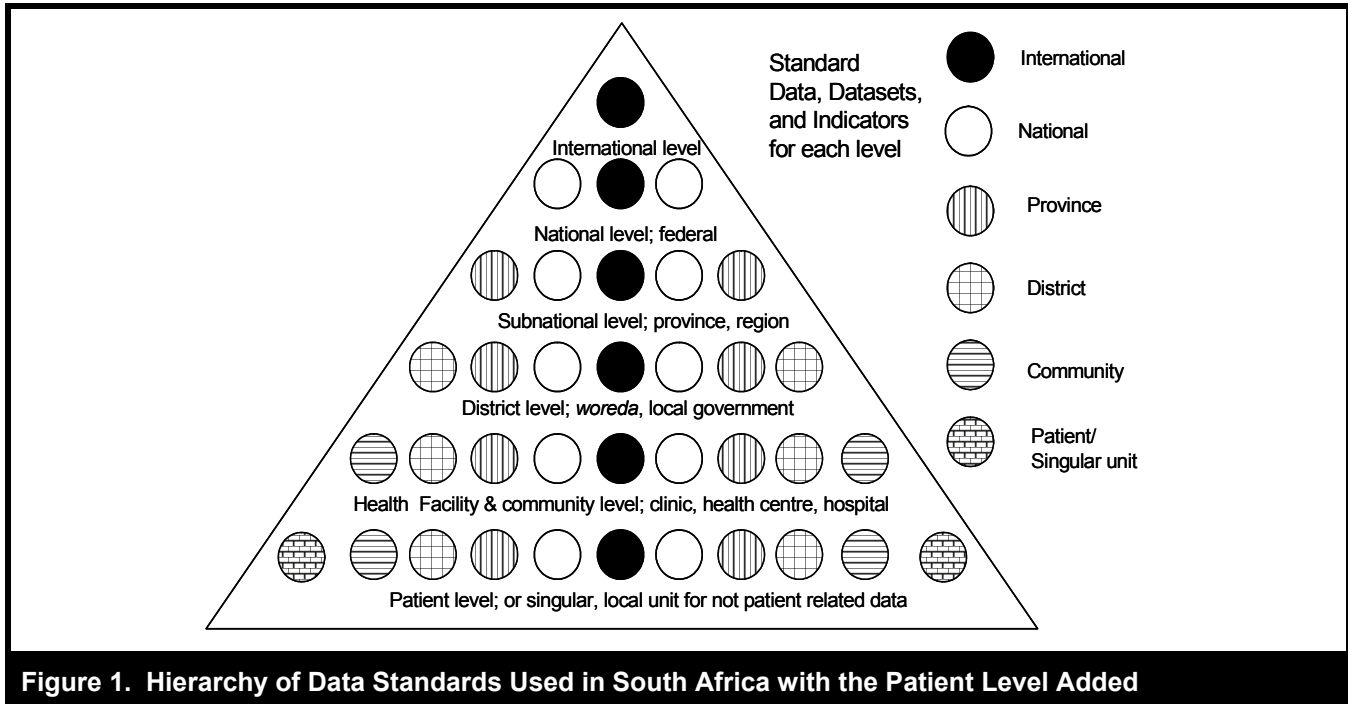 International level
National level; federal
Subnational level; province, region
District level; woreda, local government
Health Facility & community level; clinic, health centre, hospital
Patient level; or singular, local unit for not patient related data
Standard
Data, Datasets,
and Indicators
for each level
International
National
Province
District
Community
Patient/
Singular unit
Figure 1. Hierarchy of Data Standards Used in South Africa with the Patient Level Added